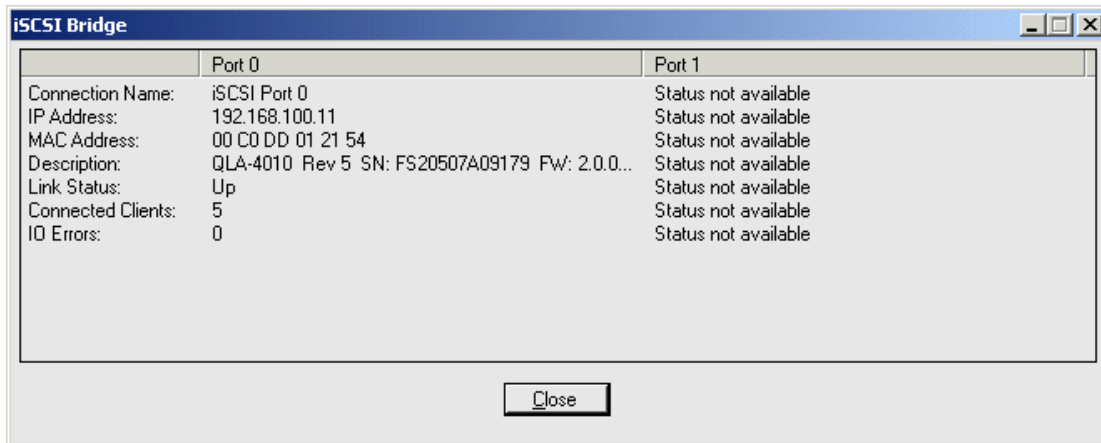 iSCSI Bridge
Port 0 Port 1
Connection Name: iSCSI Port 0 Status not available
IP Address: 192.168.100.11 Status not available
MAC Address: 00 C0 DD 01 21 54 Status not available
Description: QLA-4010 Rev 5 SN: FS20507A09179 FW: 2.0.0... Status not available
Link Status: Up Status not available
Connected Clients: 5 Status not available
IO Errors: 0 Status not available
Close